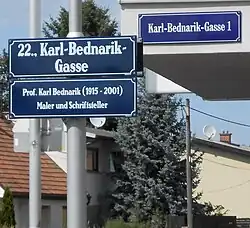 22., Karl-Bednarik-
Gasse
Prof. Karl Bednarik (1915 - 2001)
Maler und Schriftsteller
Karl-Bednarik-Gasse 1